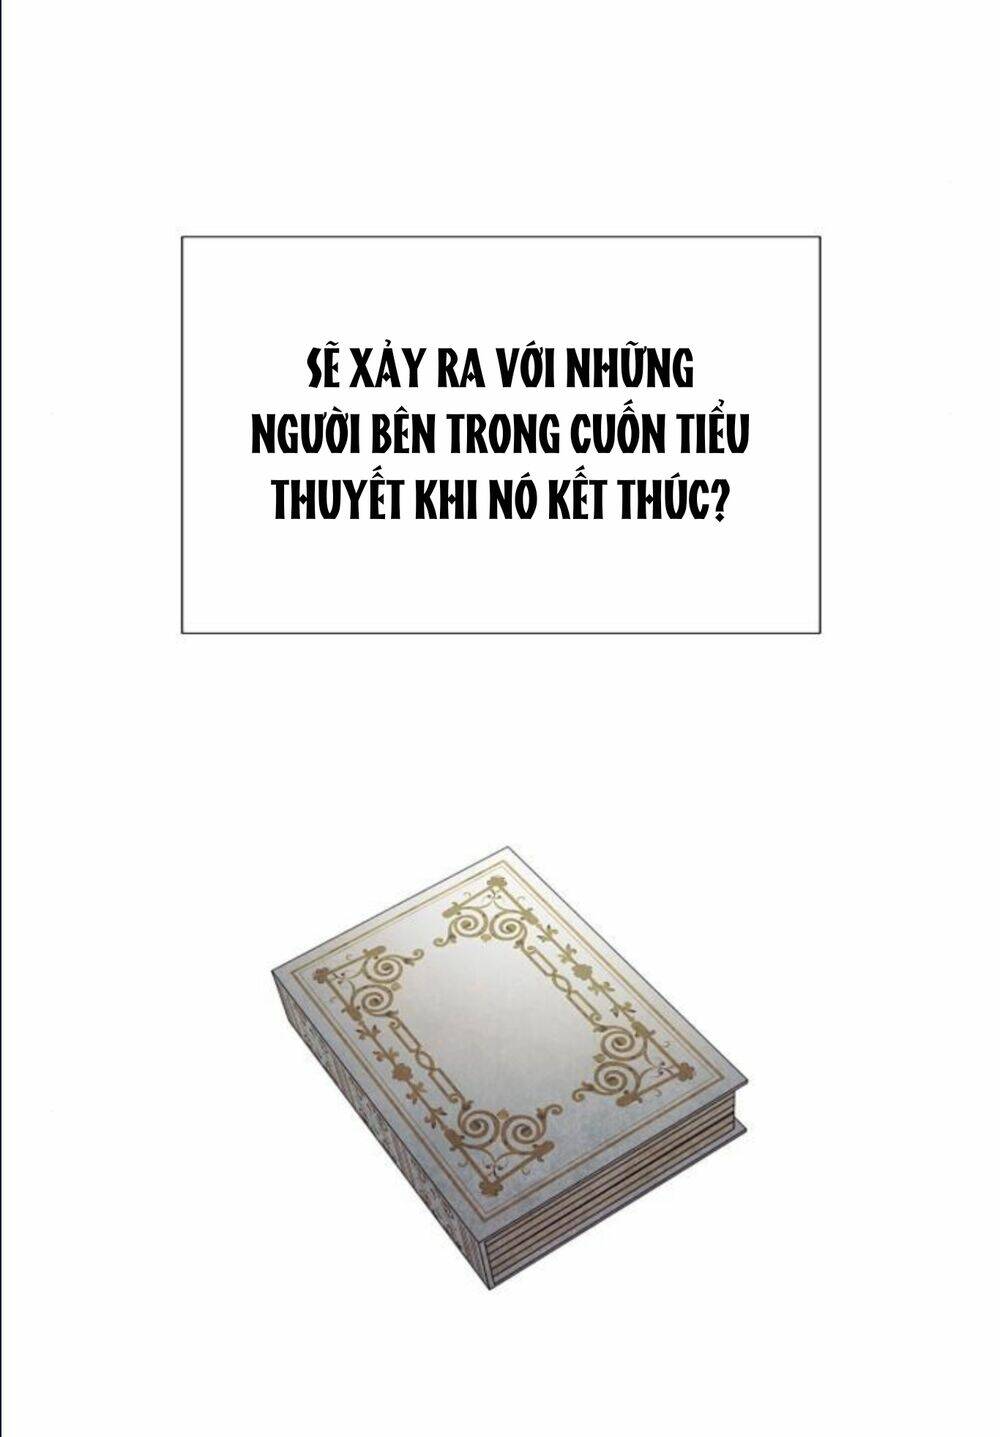 SẼ XẢY RA VỚI NHỮNG
NGƯỜI BÊN TRONG CUỐN TIỂU
THUYẾT KHI NÓ KẾT THÚC?